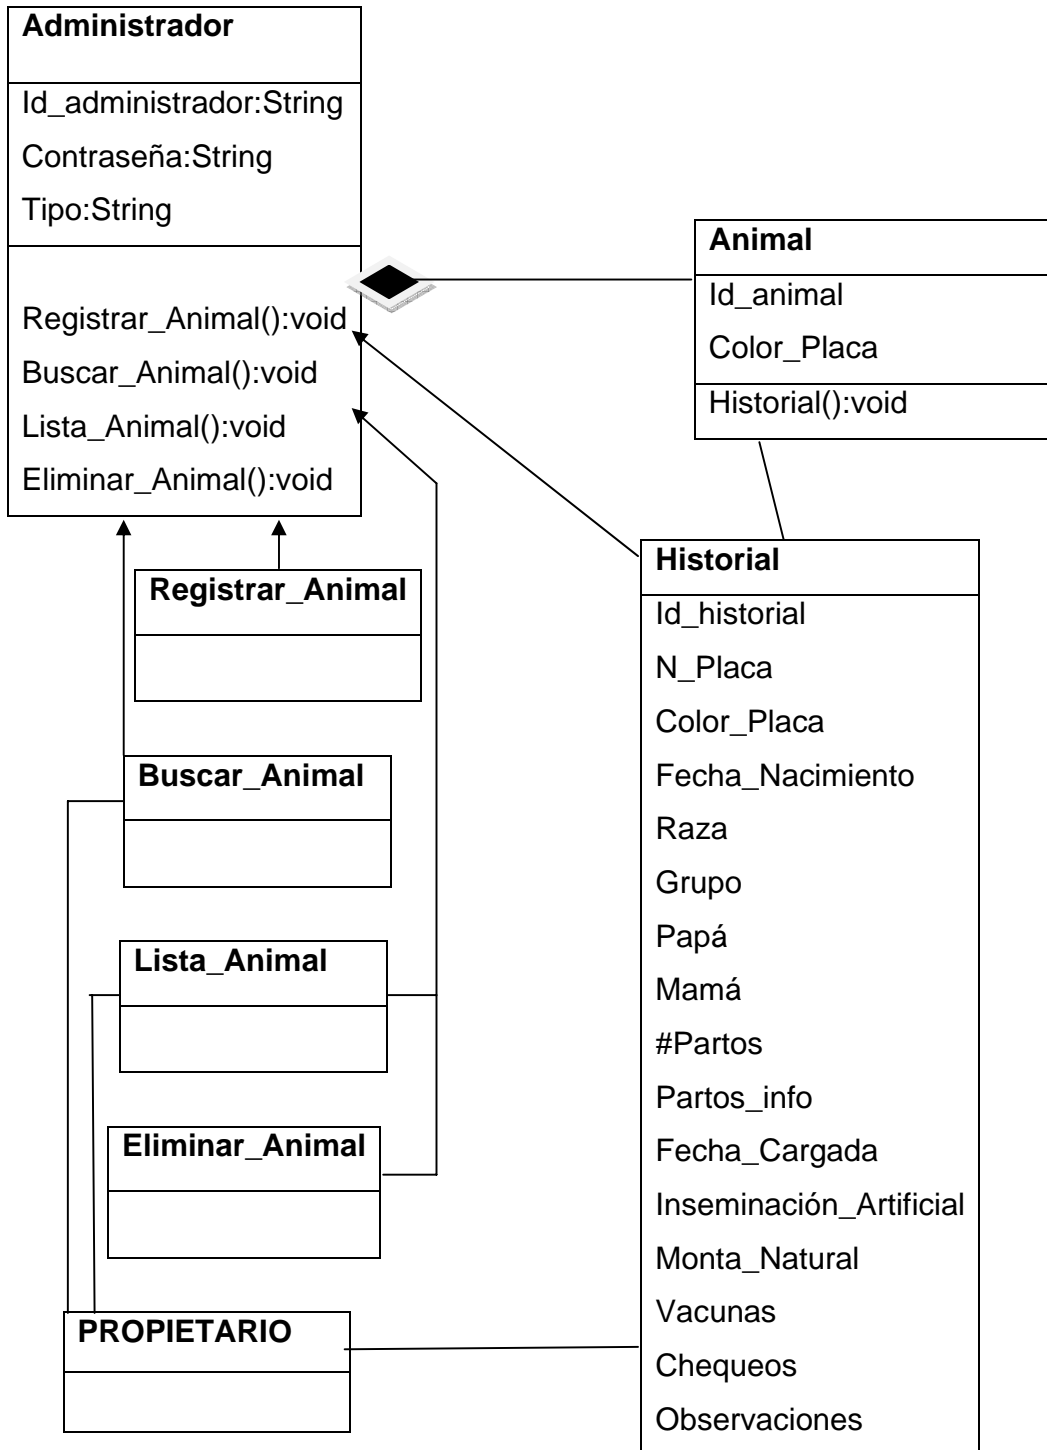 Administrador
Id_administrador:String
Contraseña:String
Tipo:String
Registrar_Animal():void
Buscar_Animal():void
Lista_Animal():void
Eliminar_Animal():void
Animal
Id_animal
Color_Placa
Historial():void
Registrar_Animal
Buscar_Animal
Lista_Animal
Eliminar_Animal
PROPIETARIO
Historial
Id_historial
N_Placa
Color_Placa
Fecha_Nacimiento
Raza
Grupo
Papá
Mamá
#Partos
Partos_info
Fecha_Cargada
Inseminación_Artificial
Monta_Natural
Vacunas
Chequeos
Observaciones